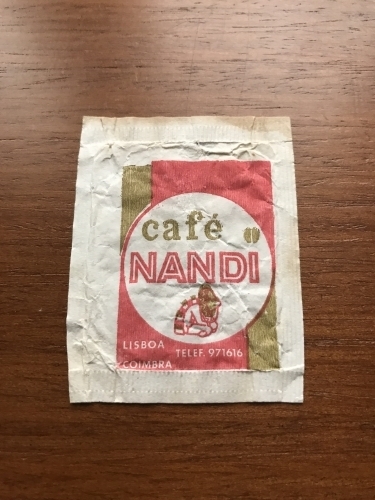 café
NANDI
LISBOA
TELEF. 971616
COIMBRA